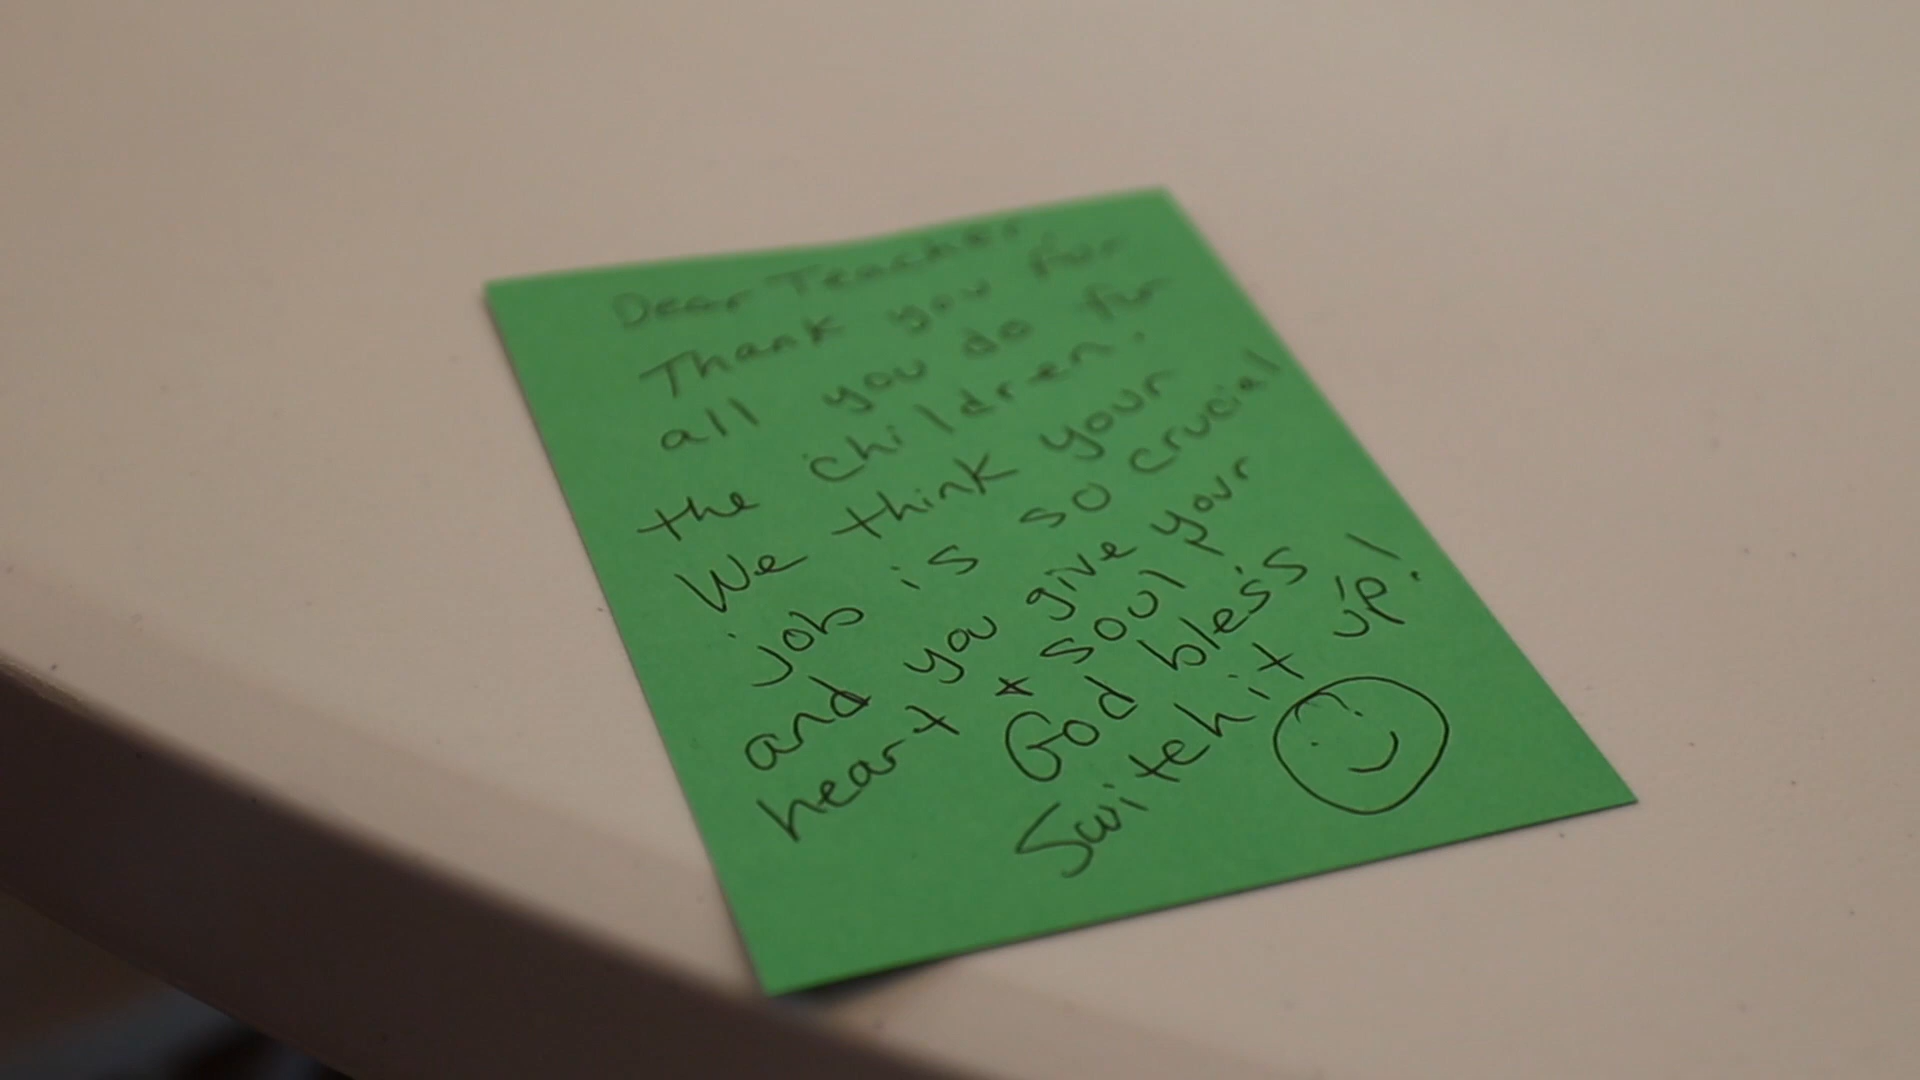 Dear Teacher,
Thank you for
all you do for
the children.
We think your
job is so crucial
and you give your
heart + soul!
God bless
Switch it up!